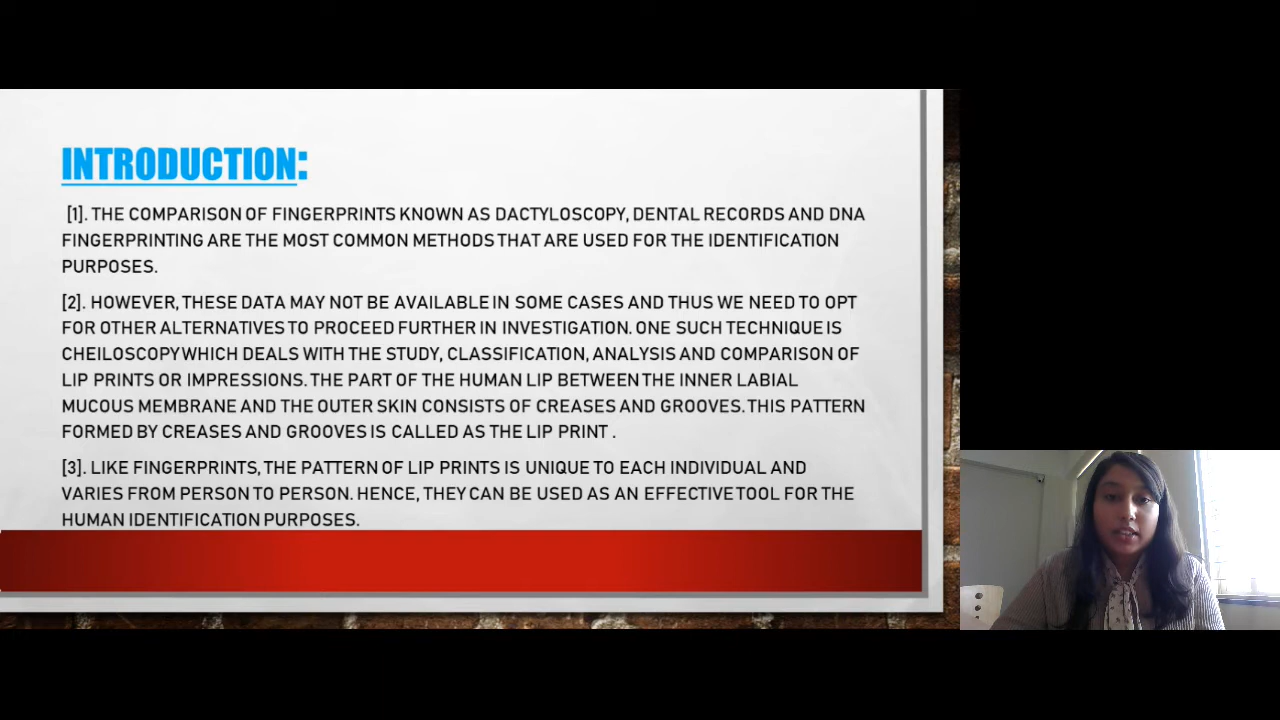 INTRODUCTION:
[1]. THE COMPARISON OF FINGERPRINTS KNOWN AS DACTYLOSCOPY, DENTAL RECORDS AND DNA
FINGERPRINTING ARE THE MOST COMMON METHODS THAT ARE USED FOR THE IDENTIFICATION
PURPOSES.
[2]. HOWEVER, THESE DATA MAY NOT BE AVAILABLE IN SOME CASES AND THUS WE NEED TO OPT
FOR OTHER ALTERNATIVES TO PROCEED FURTHER IN INVESTIGATION. ONE SUCH TECHNIQUE IS
CHEILOSCOPY WHICH DEALS WITH THE STUDY, CLASSIFICATION, ANALYSIS AND COMPARISON OF
LIP PRINTS OR IMPRESSIONS. THE PART OF THE HUMAN LIP BETWEEN THE INNER LABIAL
MUCOUS MEMBRANE AND THE OUTER SKIN CONSISTS OF CREASES AND GROOVES. THIS PATTERN
FORMED BY CREASES AND GROOVES IS CALLED AS THE LIP PRINT .
[3]. LIKE FINGERPRINTS, THE PATTERN OF LIP PRINTS IS UNIQUE TO EACH INDIVIDUAL AND
VARIES FROM PERSON TO PERSON. HENCE, THEY CAN BE USED AS AN EFFECTIVE TOOL FOR THE
HUMAN IDENTIFICATION PURPOSES.